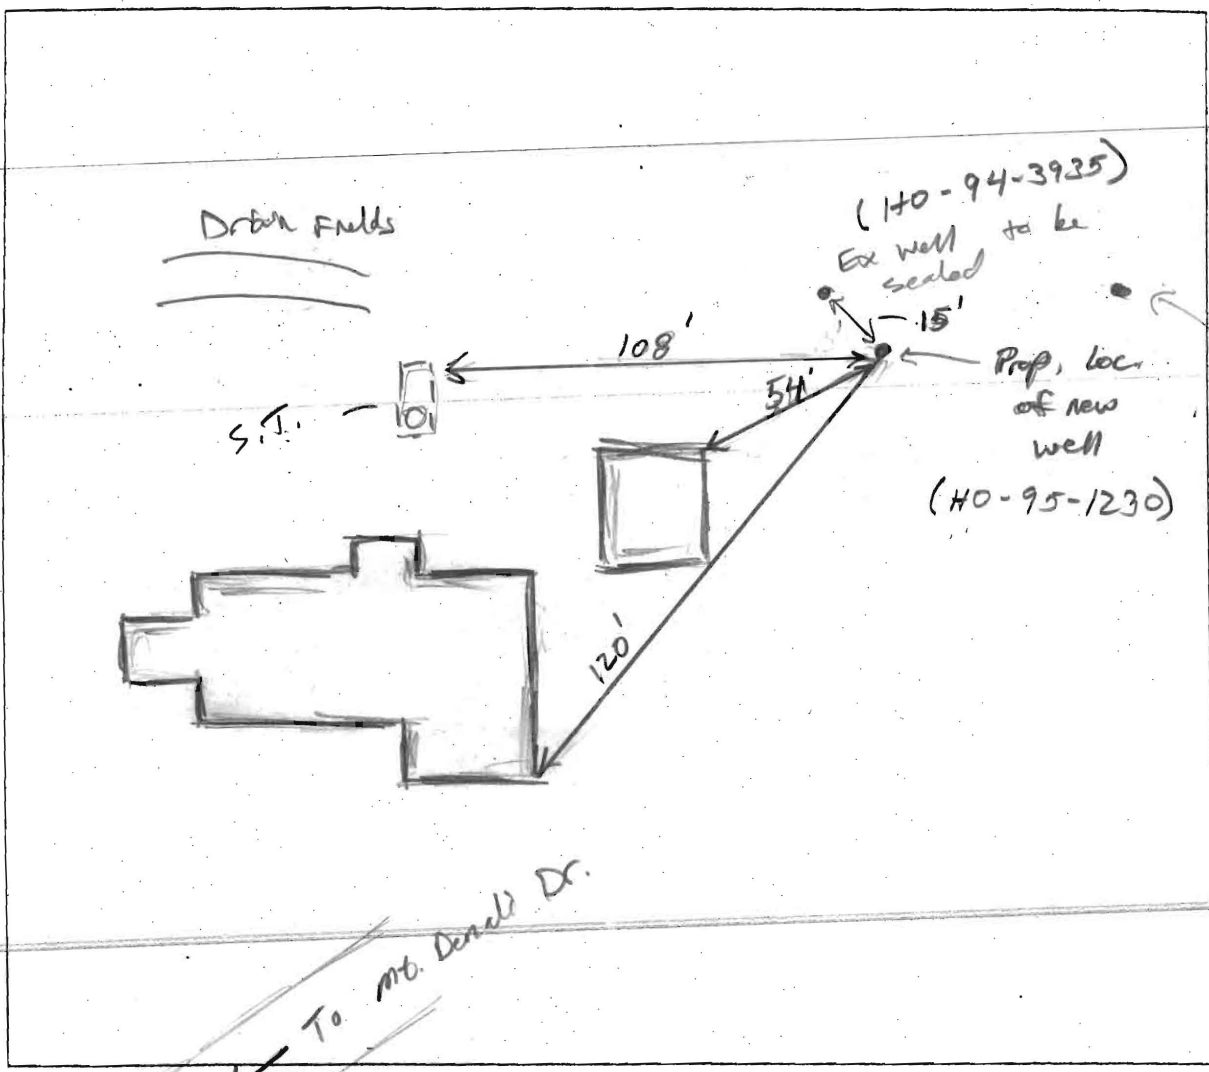 (HO-94-3935)
Ex well to be
sealed
Drain Fields
15'
108'
Prop. Loc.
of new
well
54'
S.T.
(HO-95-1230)
120'
To Mt. Denali Dr.